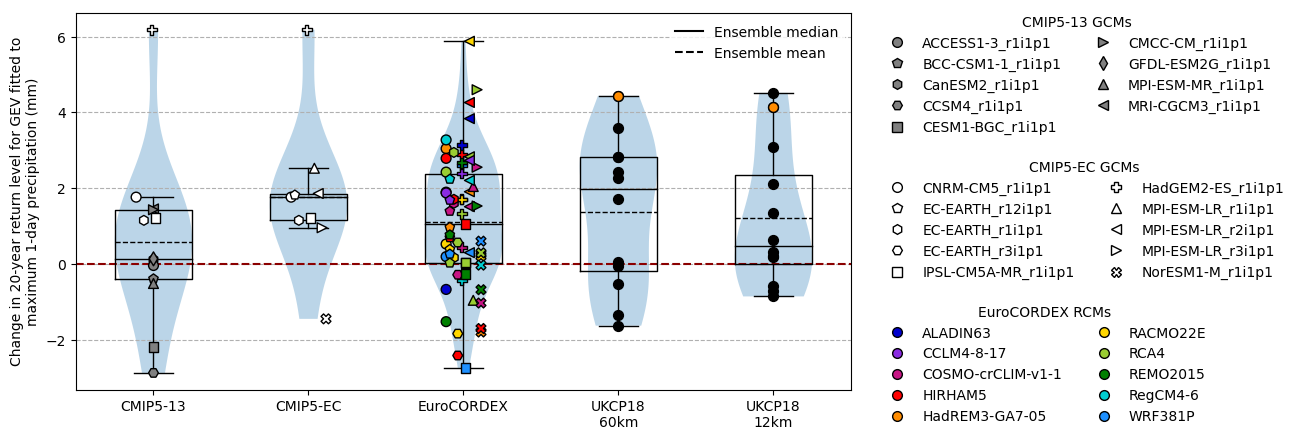 Change in 20-year return level for GEV fitted to
maximum 1-day precipitation (mm)
6
4
2
0
−2
Ensemble median
Ensemble mean
CMIP5-13
CMIP5-EC
EuroCORDEX
UKCP18
60km
UKCP18
12km
CMIP5-13 GCMs
ACCESS1-3_r1i1p1
BCC-CSM1-1_r1i1p1
CanESM2_r1i1p1
CCSM4_r1i1p1
CESM1-BGC_r1i1p1
CMCC-CM_r1i1p1
GFDL-ESM2G_r1i1p1
MPI-ESM-MR_r1i1p1
MRI-CGCM3_r1i1p1
CMIP5-EC GCMs
CNRM-CM5_r1i1p1
EC-EARTH_r12i1p1
EC-EARTH_r1i1p1
EC-EARTH_r3i1p1
IPSL-CM5A-MR_r1i1p1
HadGEM2-ES_r1i1p1
MPI-ESM-LR_r1i1p1
MPI-ESM-LR_r2i1p1
MPI-ESM-LR_r3i1p1
NorESM1-M_r1i1p1
EuroCORDEX RCMs
ALADIN63
CCLM4-8-17
COSMO-crCLIM-v1-1
HIRHAM5
HadREM3-GA7-05
RACMO22E
RCA4
REMO2015
RegCM4-6
WRF381P